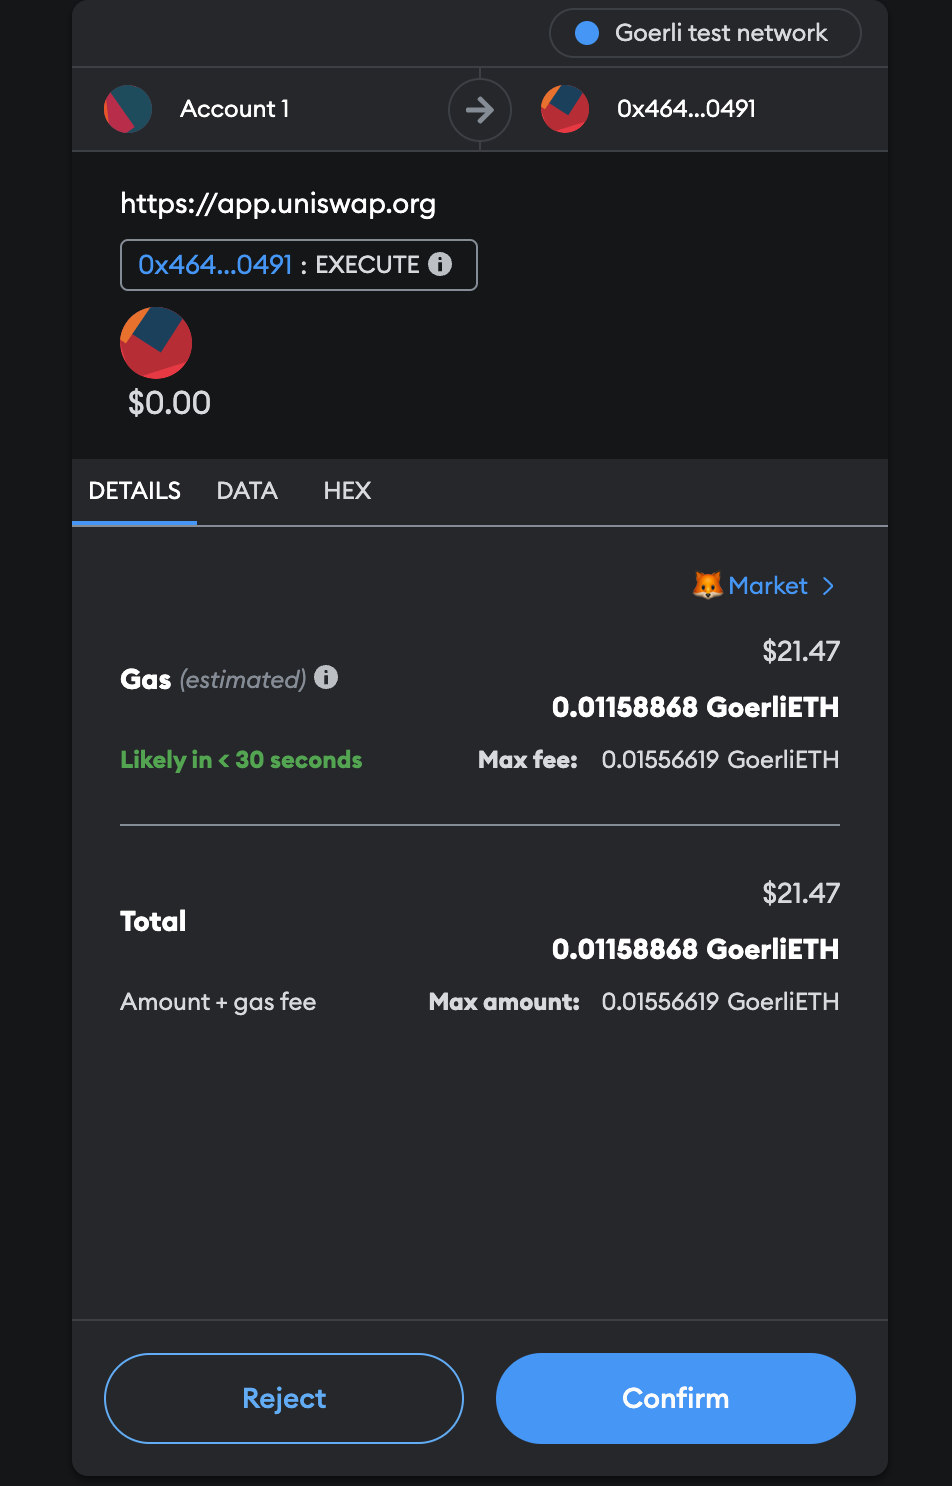 Goerli test network
Account 1
0x464...0491
https://app.uniswap.org
0x464...0491 : EXECUTE
$0.00
DETAILS DATA HEX
Market
$21.47
Gas (estimated)
0.01158868 GoerliETH
Likely in < 30 seconds
Max fee: 0.01556619 GoerliETH
$21.47
Total
0.01158868 GoerliETH
Amount + gas fee
Max amount: 0.01556619 GoerliETH
Reject
Confirm